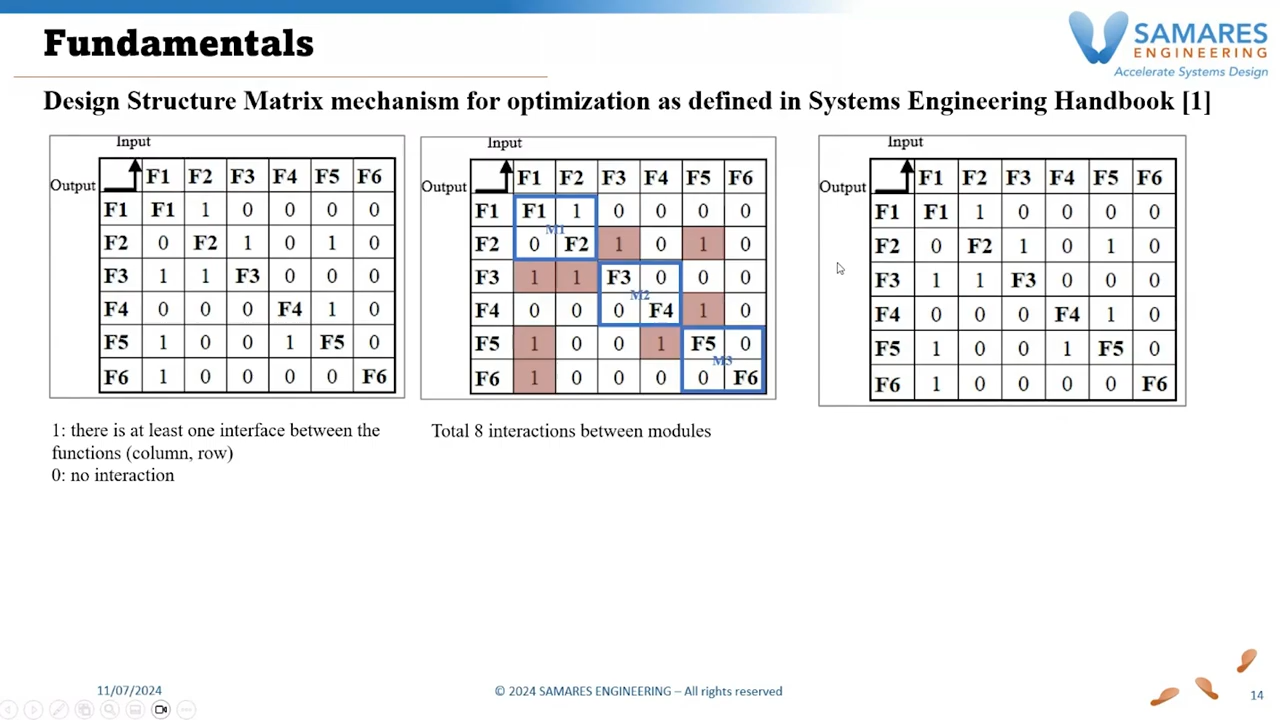 Fundamentals
SAMARES
ENGINEERING
Accelerate Systems Design
Design Structure Matrix mechanism for optimization as defined in Systems Engineering Handbook [1]
Input
Output F1 F2 F3 F4 F5 F6
F1 F1 1 0 0 0 0
F2 0 F2 1 0 1 0
F3 1 1 F3 0 0 0
F4 0 0 0 F4 1 0
F5 1 0 0 1 F5 0
F6 1 0 0 0 0 F6
1: there is at least one interface between the
functions (column, row)
0: no interaction
Input
Output F1 F2 F3 F4 F5 F6
F1 F1 1 0 0 0 0
M1
F2 0 F2 1 0 1 0
F3 1 1 F3 0 0 0
M2
F4 0 0 0 F4 1 0
F5 1 0 0 1 F5 0
M3
F6 1 0 0 0 0 F6
Total 8 interactions between modules
Input
Output F1 F2 F3 F4 F5 F6
F1 F1 1 0 0 0 0
F2 0 F2 1 0 1 0
F3 1 1 F3 0 0 0
F4 0 0 0 F4 1 0
F5 1 0 0 1 F5 0
F6 1 0 0 0 0 F6
11/07/2024
© 2024 SAMARES ENGINEERING – All rights reserved
14